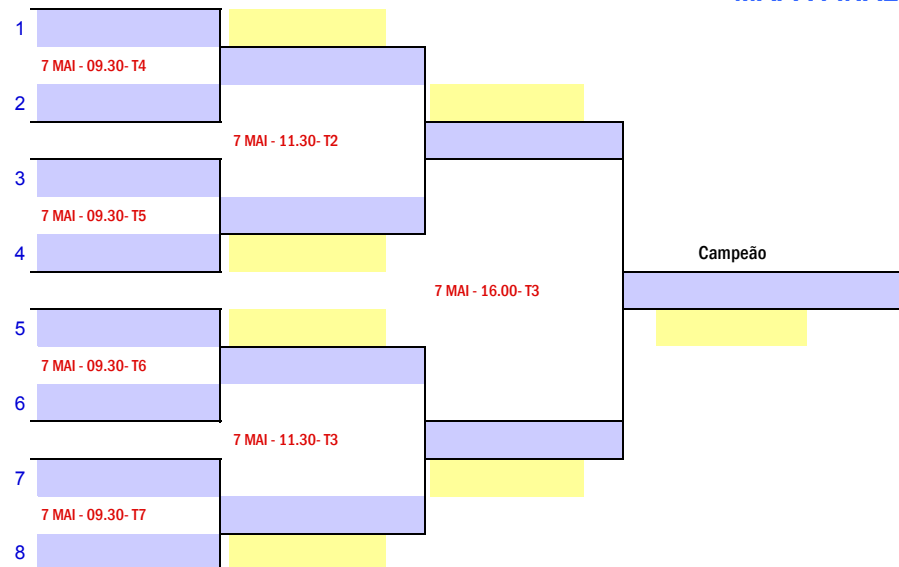 1
7 MAI - 09.30- T4
2
7 MAI - 11.30- T2
3
7 MAI - 09.30- T5
4
Campeão
7 MAI - 16.00- T3
5
7 MAI - 09.30- T6
6
7 MAI - 11.30- T3
7
7 MAI - 09.30- T7
8